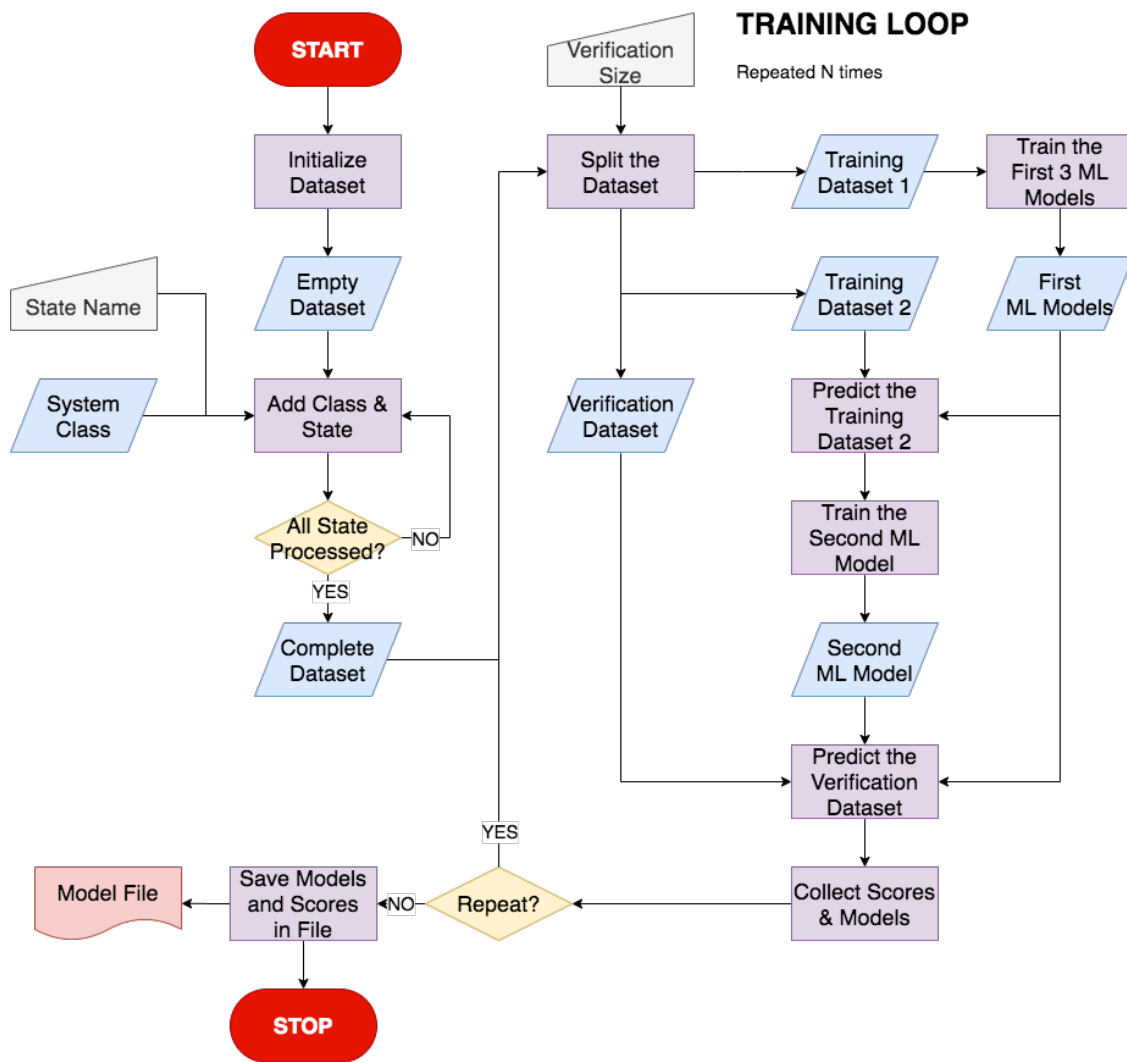 START
Verification
Size
TRAINING LOOP
Repeated N times
Initialize
Dataset
Split the
Dataset
Training
Dataset 1
Train the
First 3 ML
Models
State Name
Empty
Dataset
Training
Dataset 2
First
ML Models
System
Class
Add Class &
State
Verification
Dataset
Predict the
Training
Dataset 2
All State
Processed?
NO
YES
Train the
Second ML
Model
Complete
Dataset
Second
ML Model
Predict the
Verification
Dataset
YES
Model File
Save Models
and Scores
in File
NO
Repeat?
Collect Scores
& Models
STOP